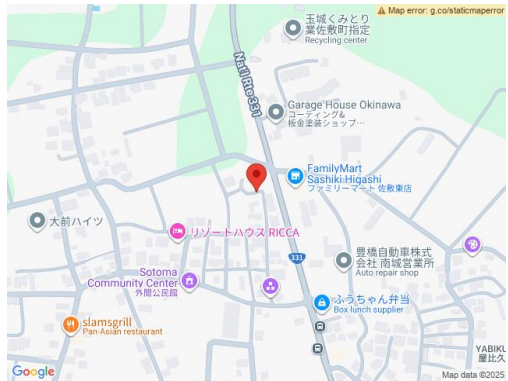 Map error: g.co/staticmaperror
玉城くみとり
業佐敷町指定
Recycling center
Nat'l Rte 331
Garage House Okinawa
コーティング&
板金塗装ショップ…
FamilyMart
Sashiki Higashi
ファミリーマート 佐敷東店
大前ハイツ
リゾートハウス RICCA
豊橋自動車株式
会社 南城営業所
Auto repair shop
331
Sotoma
Community Center
外間公民館
ふうちゃん弁当
Box lunch supplier
slamsgrill
Pan-Asian restaurant
YABIKU
屋比久
Google
Map data ©2025